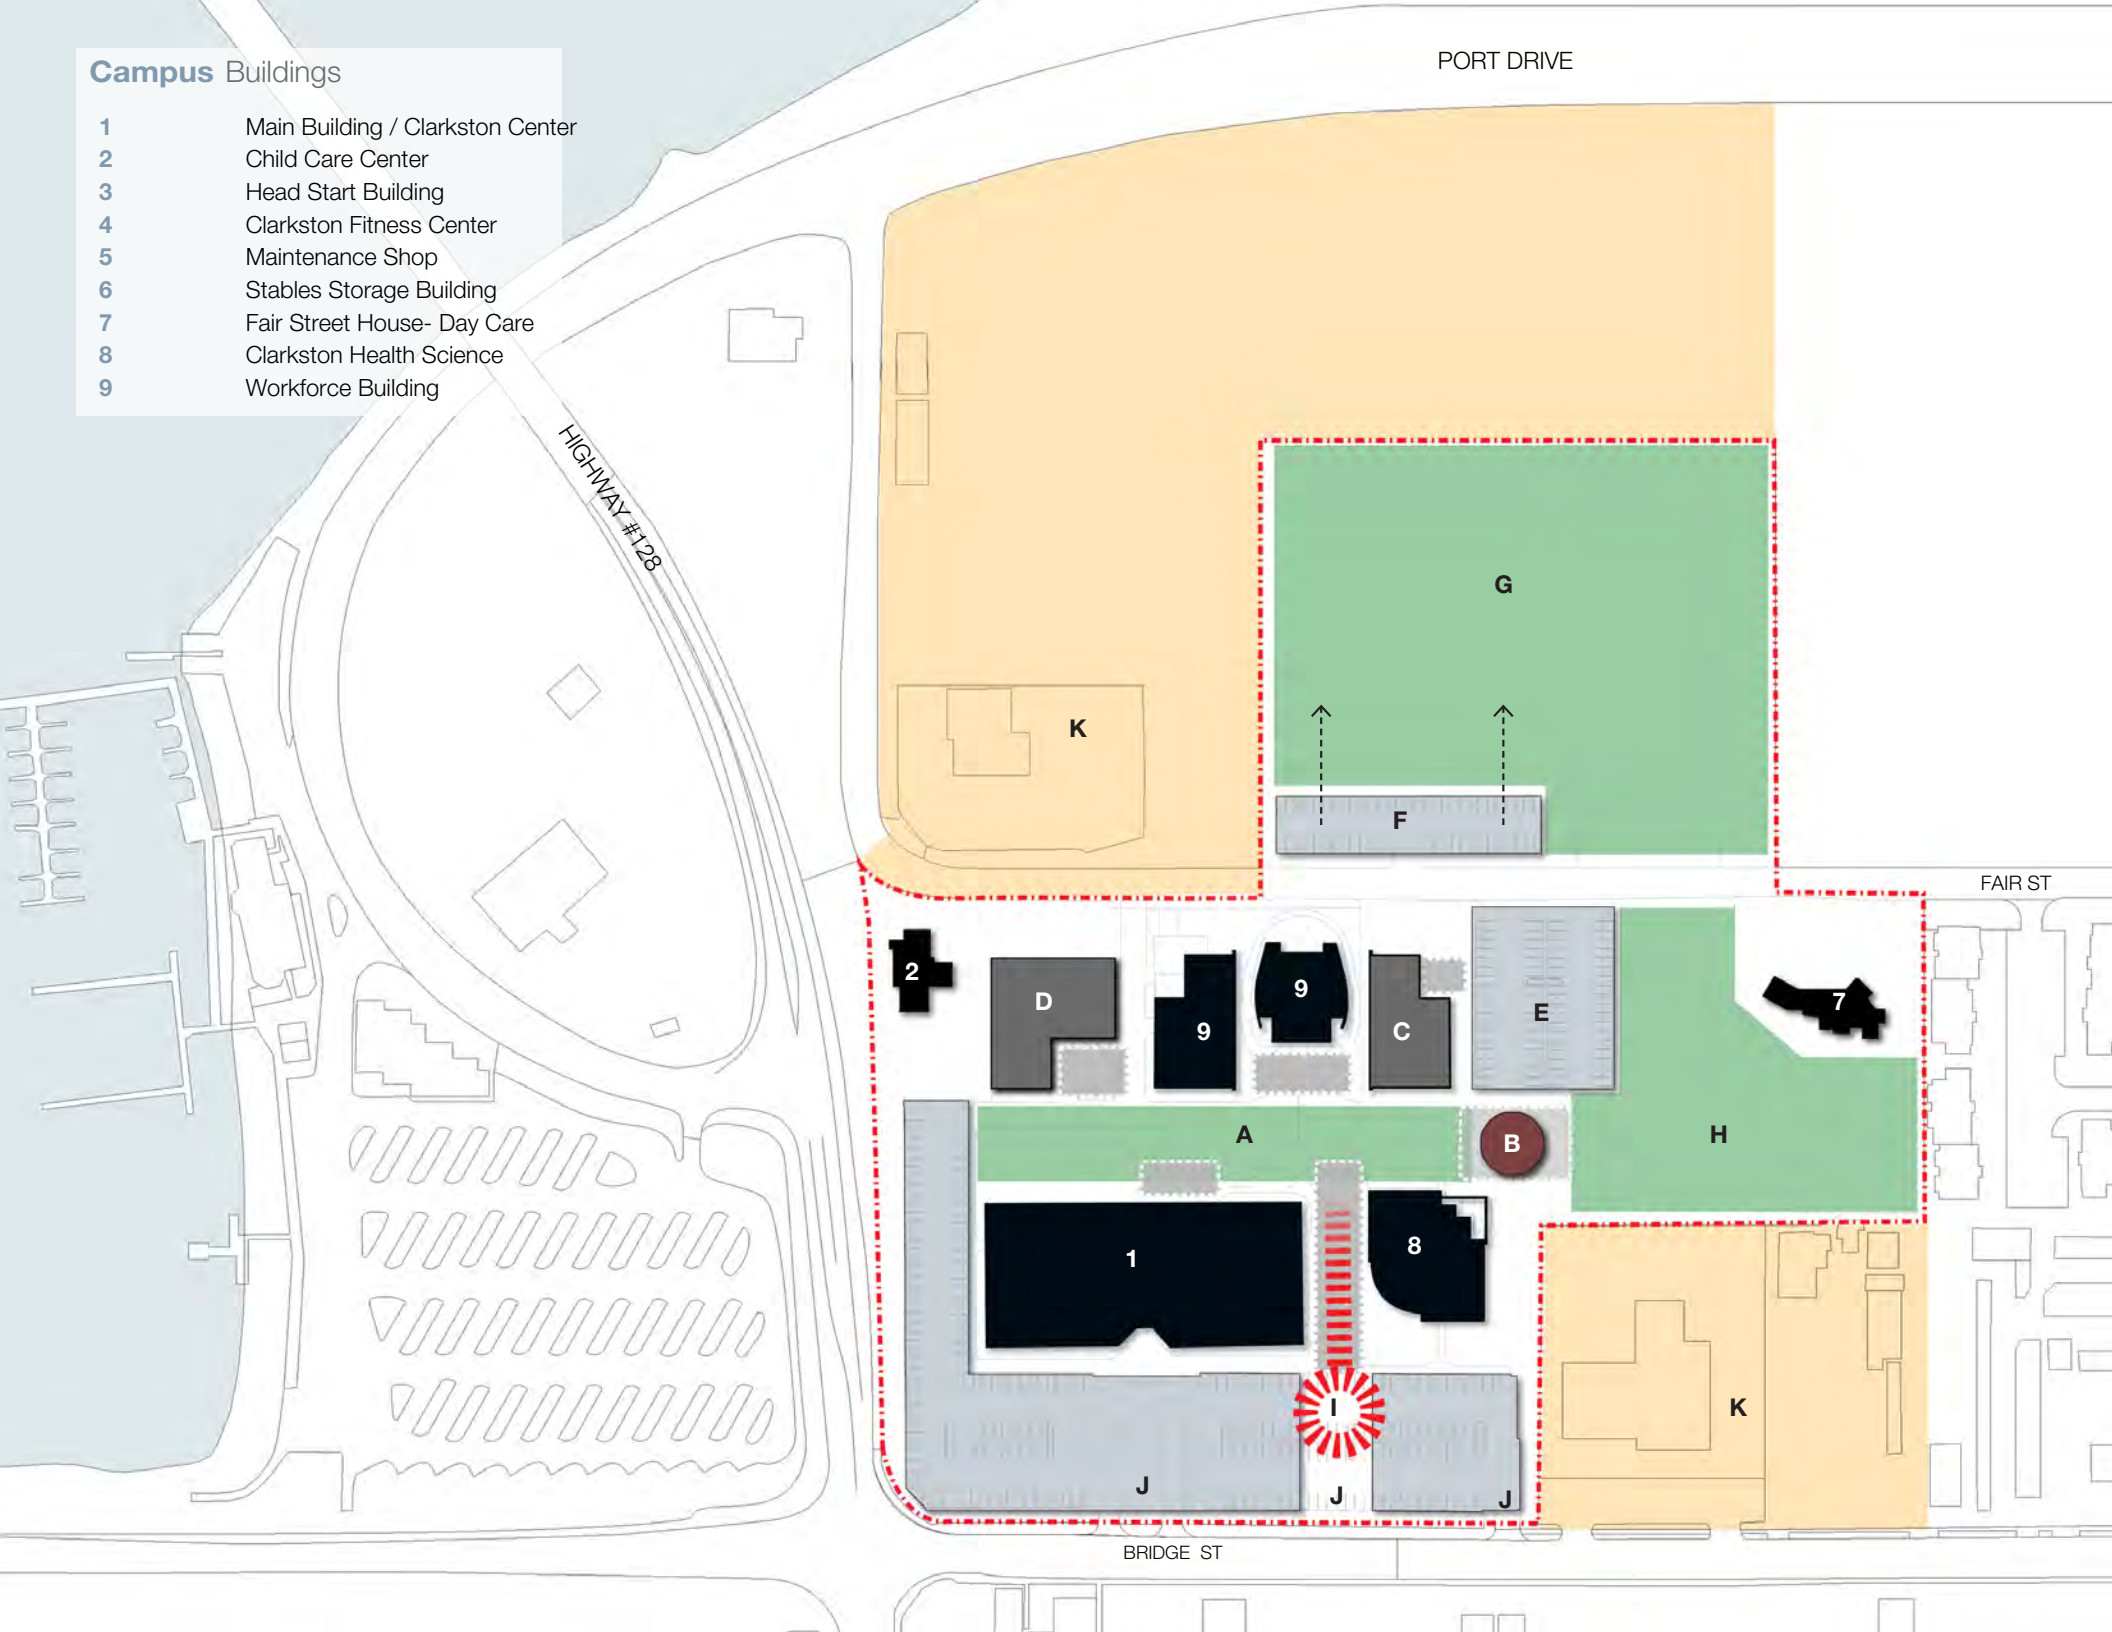 Campus Buildings
1 Main Building / Clarkston Center
2 Child Care Center
3 Head Start Building
4 Clarkston Fitness Center
5 Maintenance Shop
6 Stables Storage Building
7 Fair Street House- Day Care
8 Clarkston Health Science
9 Workforce Building
PORT DRIVE
HIGHWAY #128
G
K
F
FAIR ST
2
D
9
9
C
E
7
A
B
H
1
8
I
K
J
J
J
BRIDGE ST